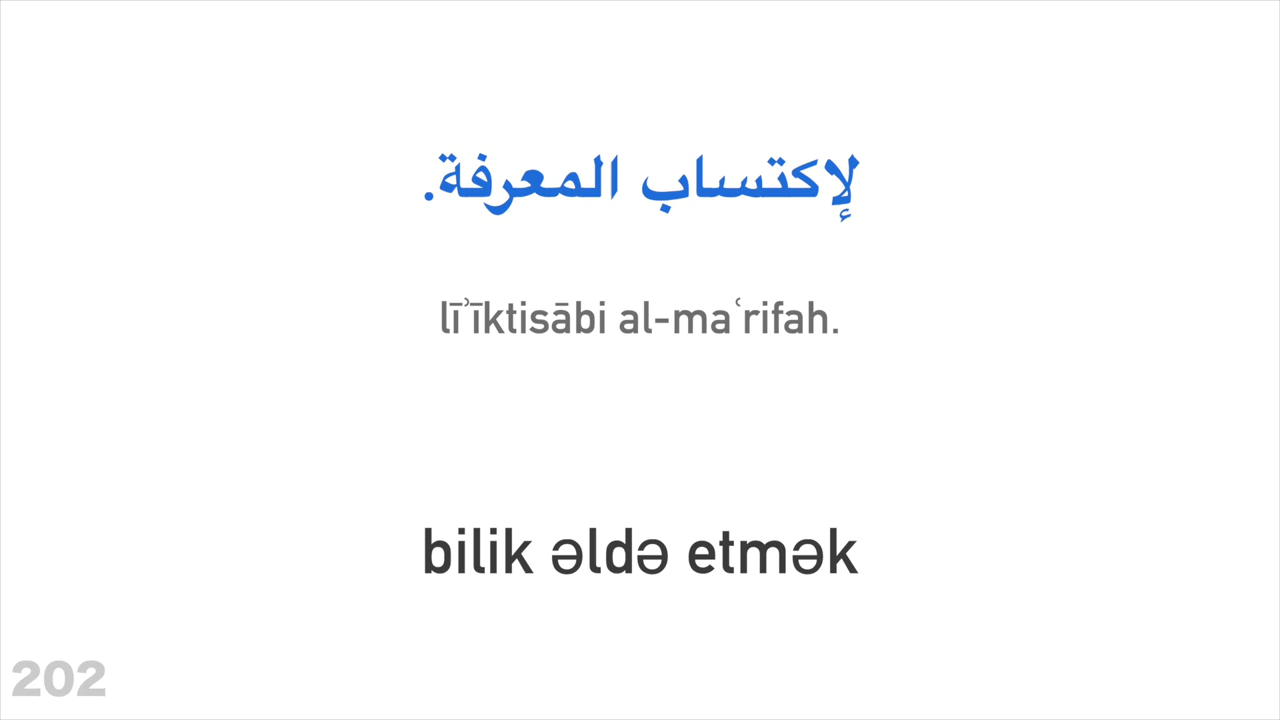 لإكتساب المعرفة.
līʾīktisābi al-maʿrifah.
bilik əldə etmək
202